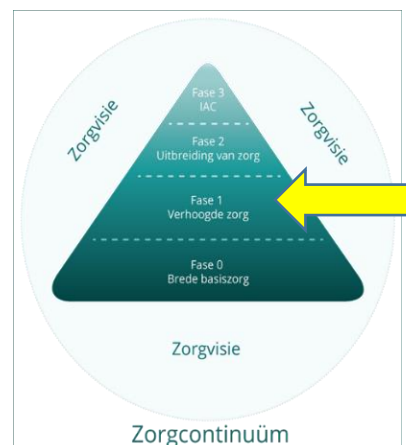 Fase 3
IAC
Zorgvisie
Zorgvisie
Fase 2
Uitbreiding van zorg
Fase 1
Verhoogde zorg
Fase 0
Brede basiszorg
Zorgvisie
Zorgcontinuüm